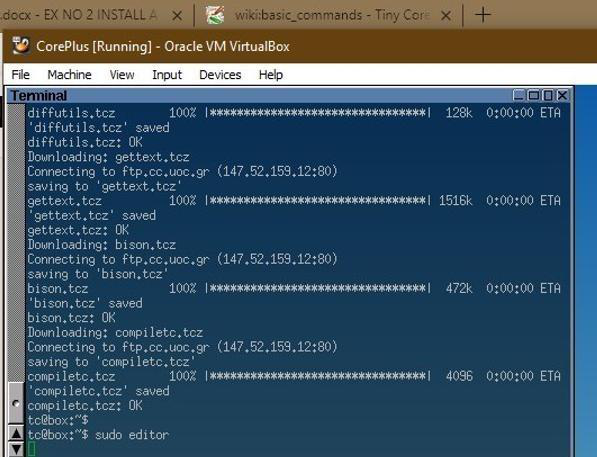 .docx - EX NO 2 INSTALL A
wiki:basic_commands - Tiny Core
CorePlus [Running] - Oracle VM VirtualBox
File Machine View Input Devices Help
Terminal
diffutils.tcz 100% |*******************************| 128k 0:00:00 ETA
'diffutils.tcz' saved
diffutils.tcz: OK
Downloading: gettext.tcz
Connecting to ftp.cc.uoc.gr (147.52.159.12:80)
saving to 'gettext.tcz'
gettext.tcz 100% |*******************************| 1516k 0:00:00 ETA
'gettext.tcz' saved
gettext.tcz: OK
Downloading: bison.tcz
Connecting to ftp.cc.uoc.gr (147.52.159.12:80)
saving to 'bison.tcz'
bison.tcz 100% |*******************************| 472k 0:00:00 ETA
'bison.tcz' saved
bison.tcz: OK
Downloading: compiletc.tcz
Connecting to ftp.cc.uoc.gr (147.52.159.12:80)
saving to 'compiletc.tcz'
compiletc.tcz 100% |*******************************| 4096 0:00:00 ETA
'compiletc.tcz' saved
compiletc.tcz: OK
tc@box:~$
tc@box:~$ sudo editor